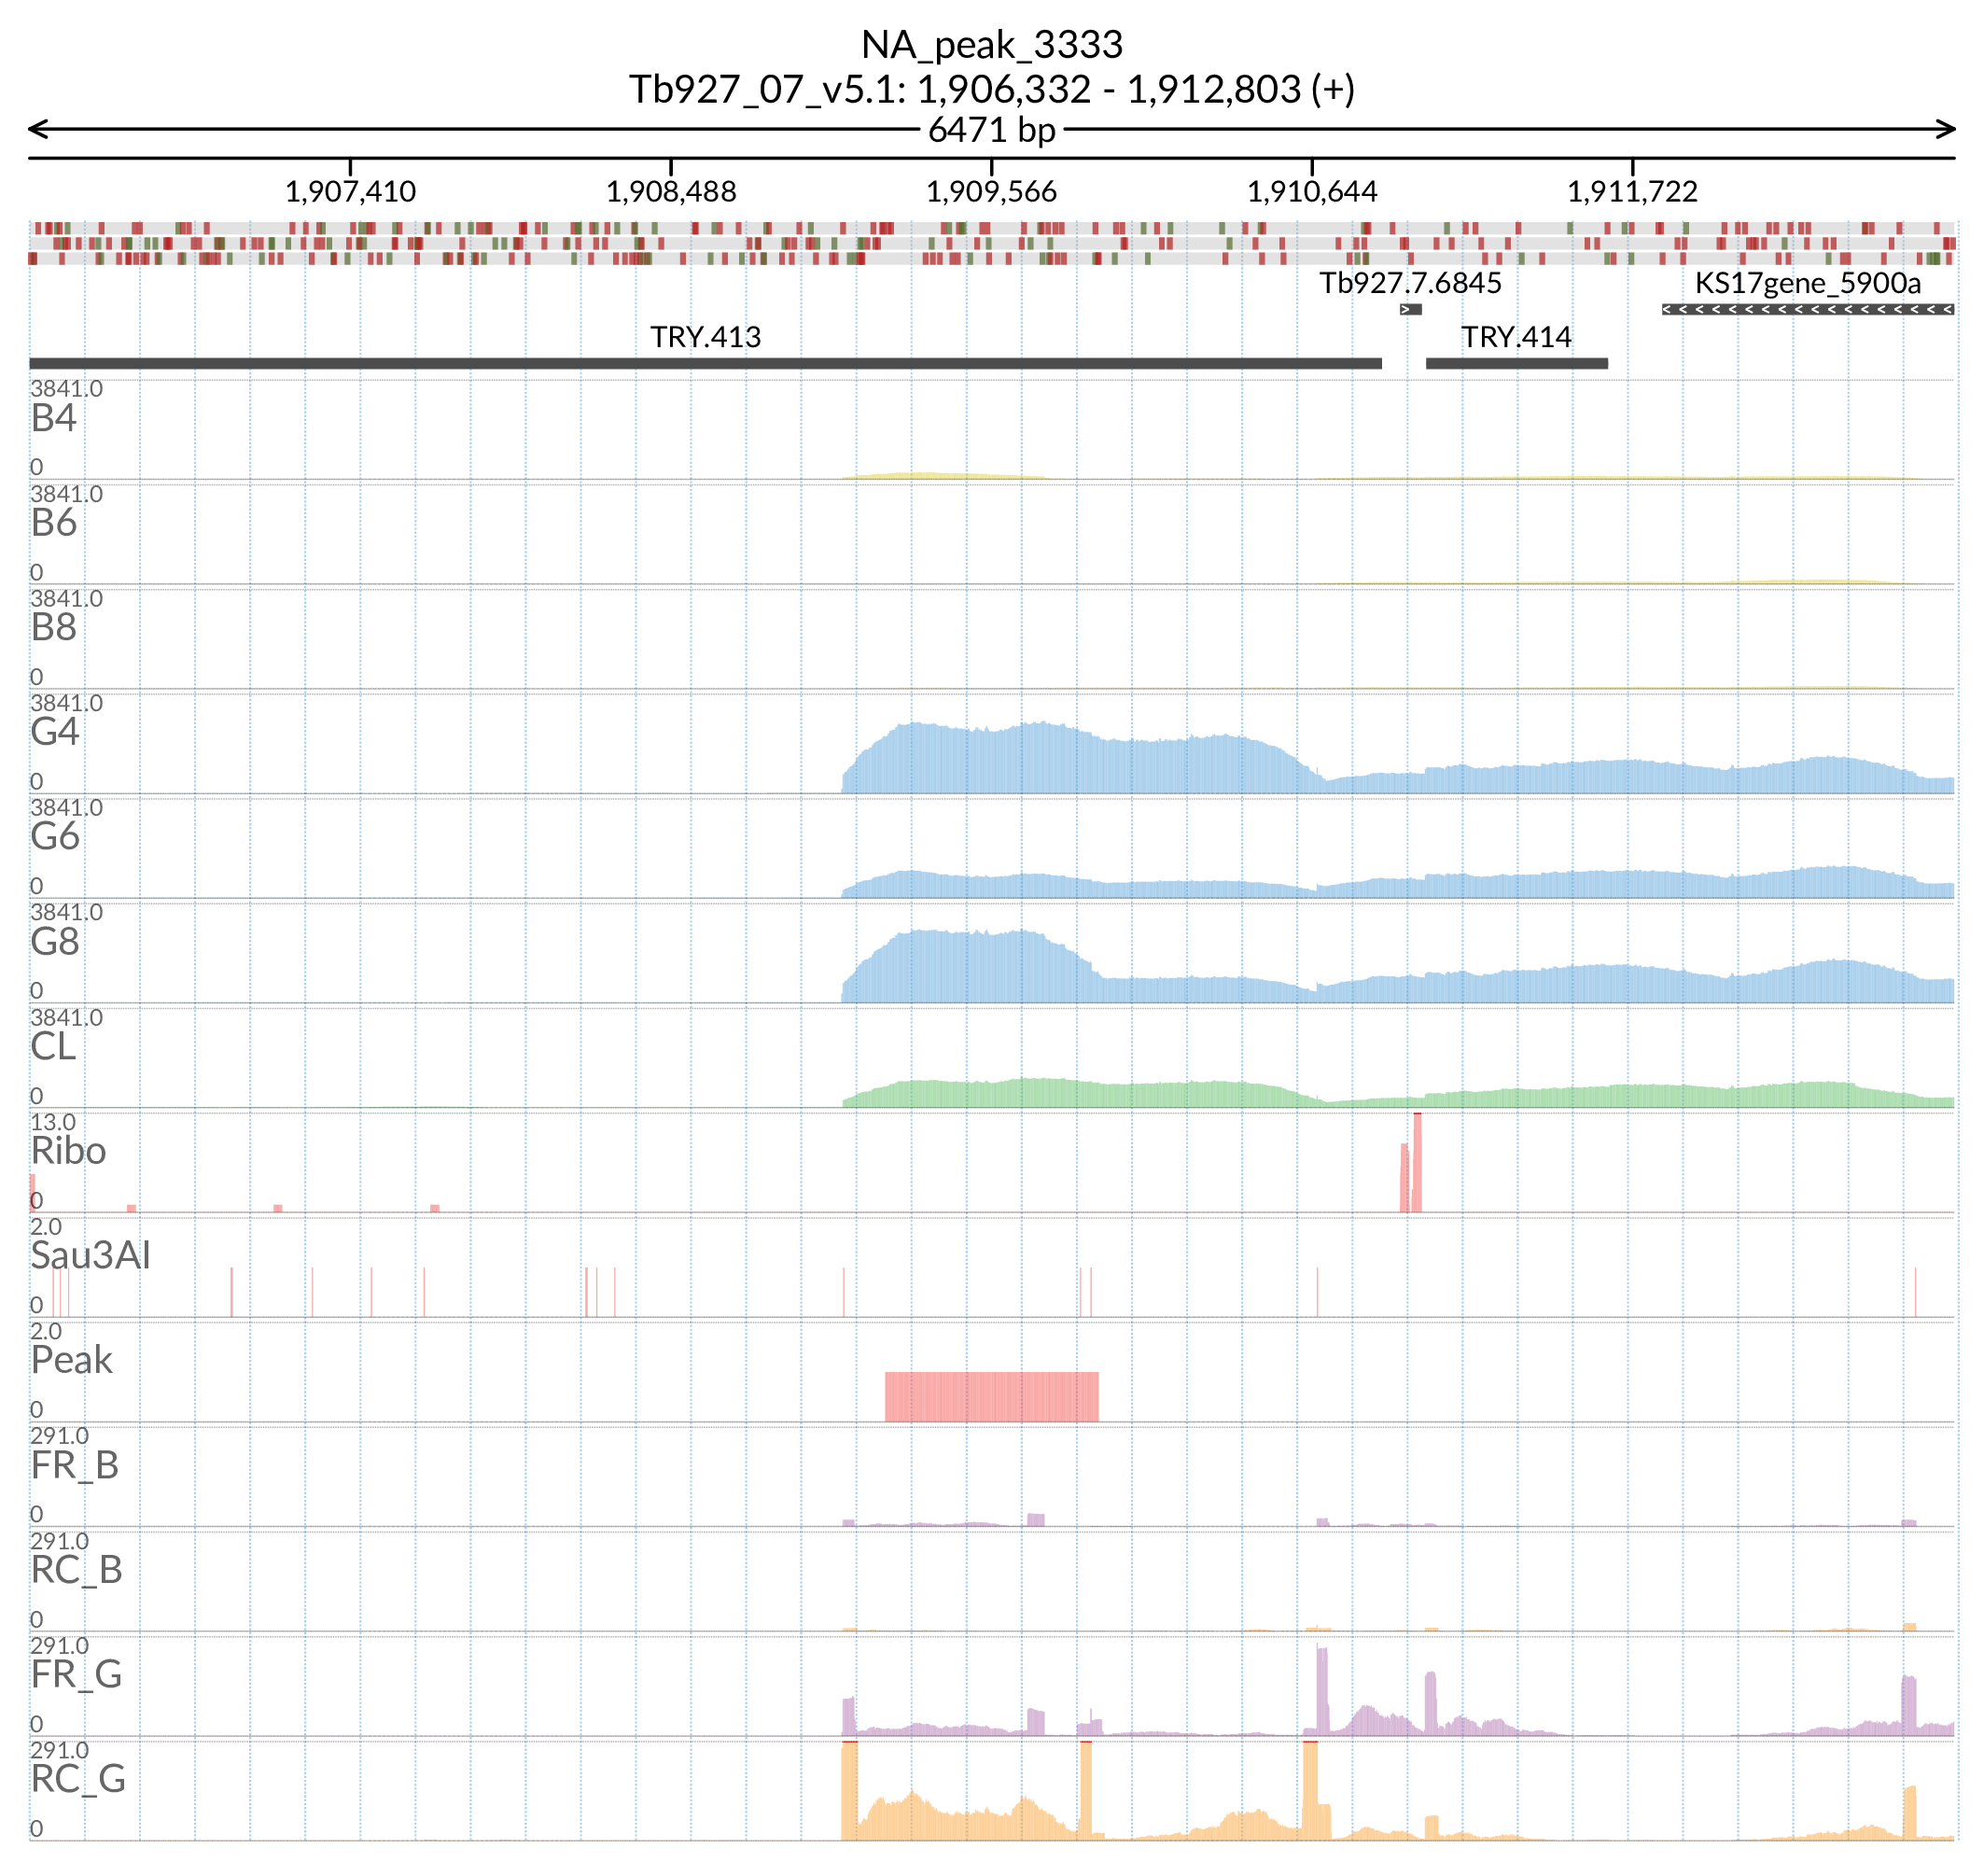 NA_peak_3333
Tb927_07_v5.1: 1,906,332 - 1,912,803 (+)
6471 bp
1,907,410 1,908,488 1,909,566 1,910,644 1,911,722
Tb927.7.6845 KS17gene_5900a
TRY.413 TRY.414
3841.0
B4
0
3841.0
B6
0
3841.0
B8
0
3841.0
G4
0
3841.0
G6
0
3841.0
G8
0
3841.0
CL
0
13.0
Ribo
0
2.0
Sau3AI
0
2.0
Peak
0
291.0
FR_B
0
291.0
RC_B
0
291.0
FR_G
0
291.0
RC_G
0